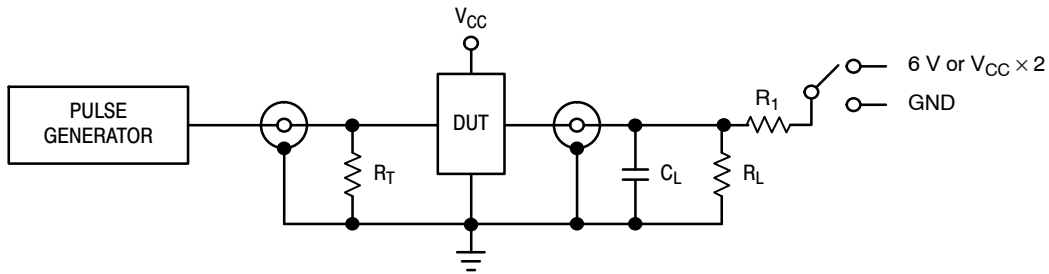 V_CC
6 V or V_CC × 2
GND
R_1
PULSE
GENERATOR
DUT
R_T
C_L
R_L